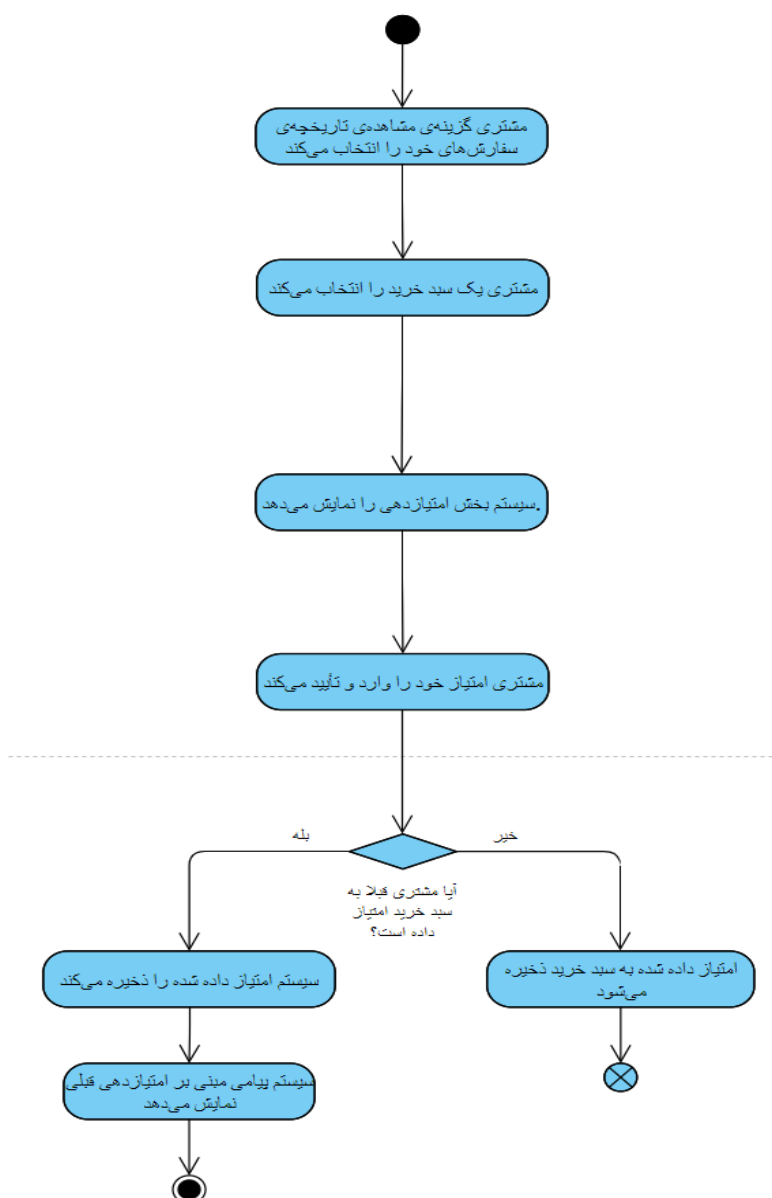 مشتری گزینه‌ی مشاهده‌ی تاریخچه‌ی
سفارش‌های خود را انتخاب می‌کند
مشتری یک سبد خرید را انتخاب می‌کند
سیستم بخش امتیازدهی را نمایش می‌دهد.
مشتری امتیاز خود را وارد و تأیید می‌کند
خیر
بله
آیا مشتری قبلا به
سبد خرید امتیاز
داده است؟
امتیاز داده شده به سبد خرید ذخیره
می‌شود
سیستم امتیاز داده شده را ذخیره می‌کند
سیستم پیامی مبنی بر امتیازدهی قبلی
نمایش می‌دهد